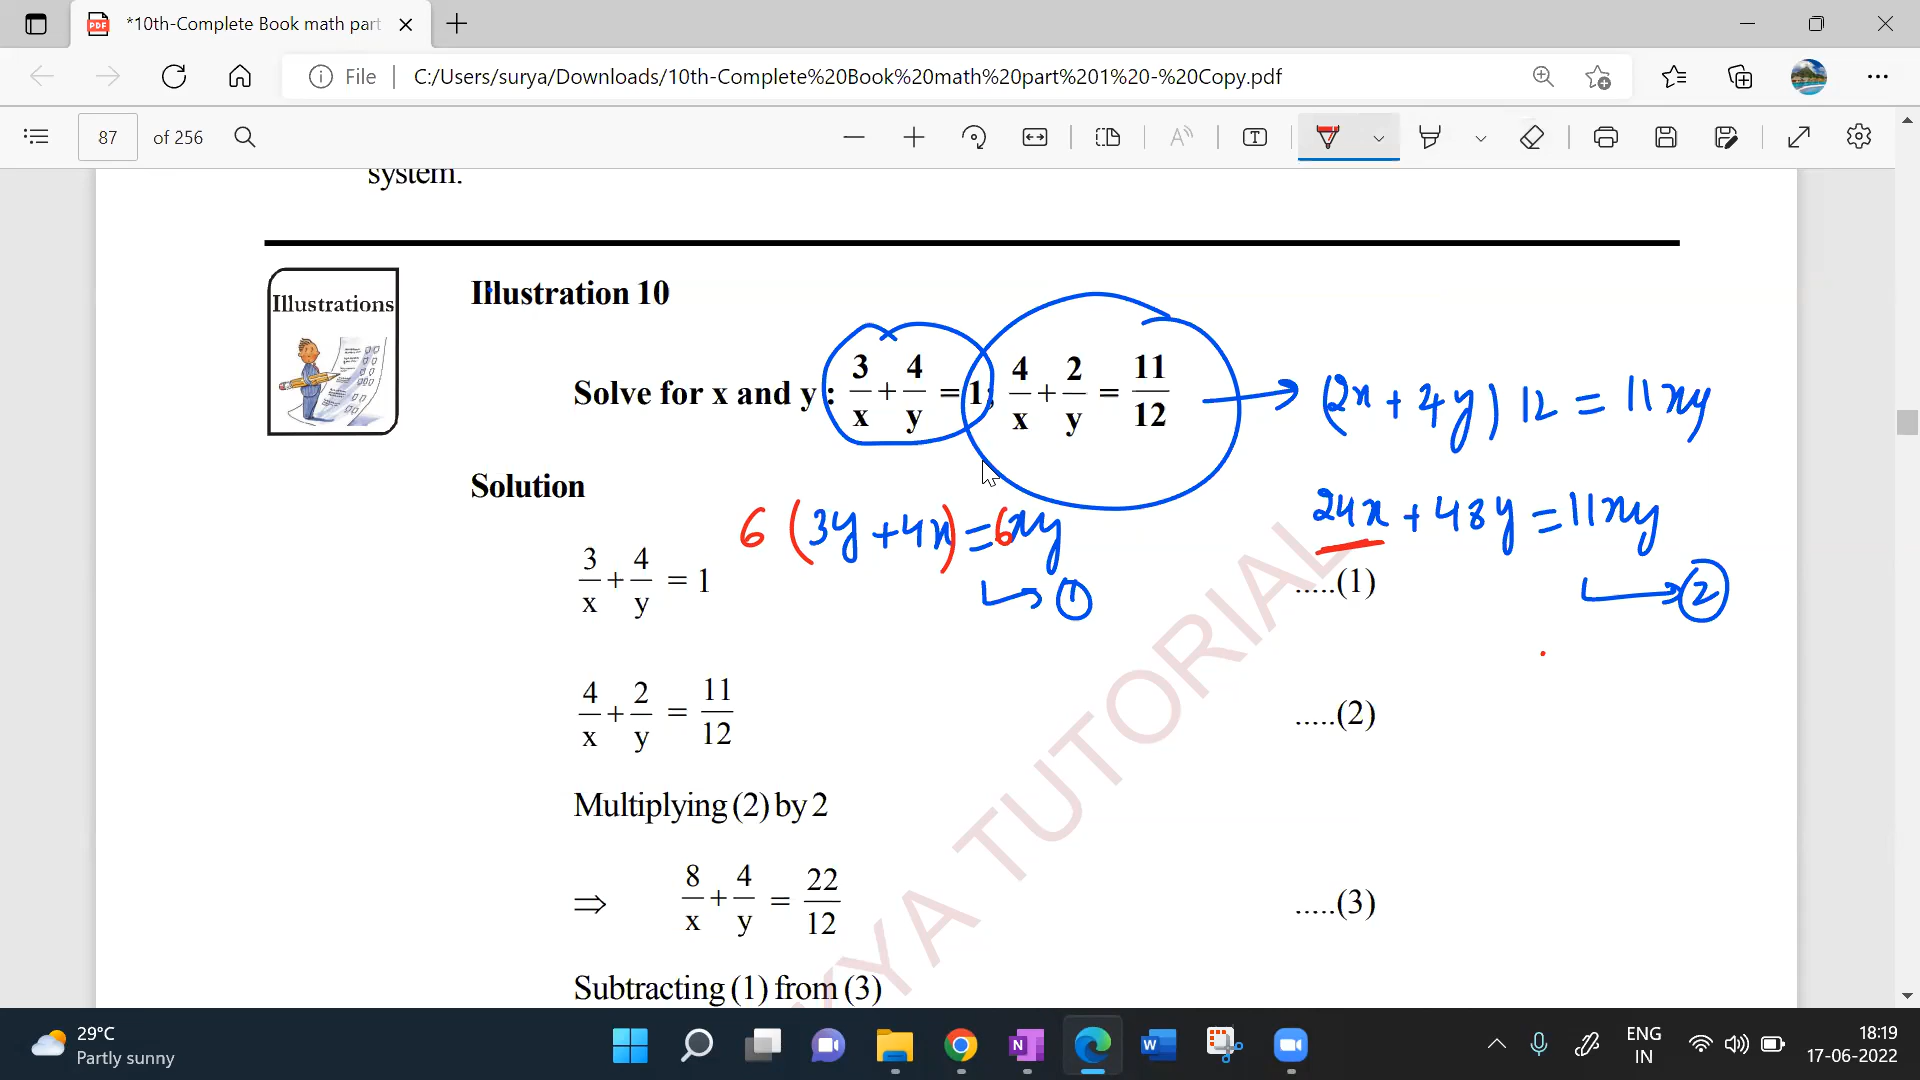 *10th-Complete Book math part
File | C:/Users/surya/Downloads/10th-Complete%20Book%20math%20part%201%20-%20Copy.pdf
87 of 256
system.
Illustrations
Illustration 10
Solve for x and y : 3/x + 4/y = 1; 4/x + 2/y = 11/12 → (2x + 4y) 12 = 11xy
Solution
6 (3y + 4x) = 6xy
24x + 48y = 11xy
3/x + 4/y = 1 .....(1)
↳ ①
↳ ②
4/x + 2/y = 11/12 .....(2)
Multiplying (2) by 2
⇒ 8/x + 4/y = 22/12 .....(3)
Subtracting (1) from (3)
YA TUTORIAL
29°C
Partly sunny
ENG
IN
18:19
17-06-2022